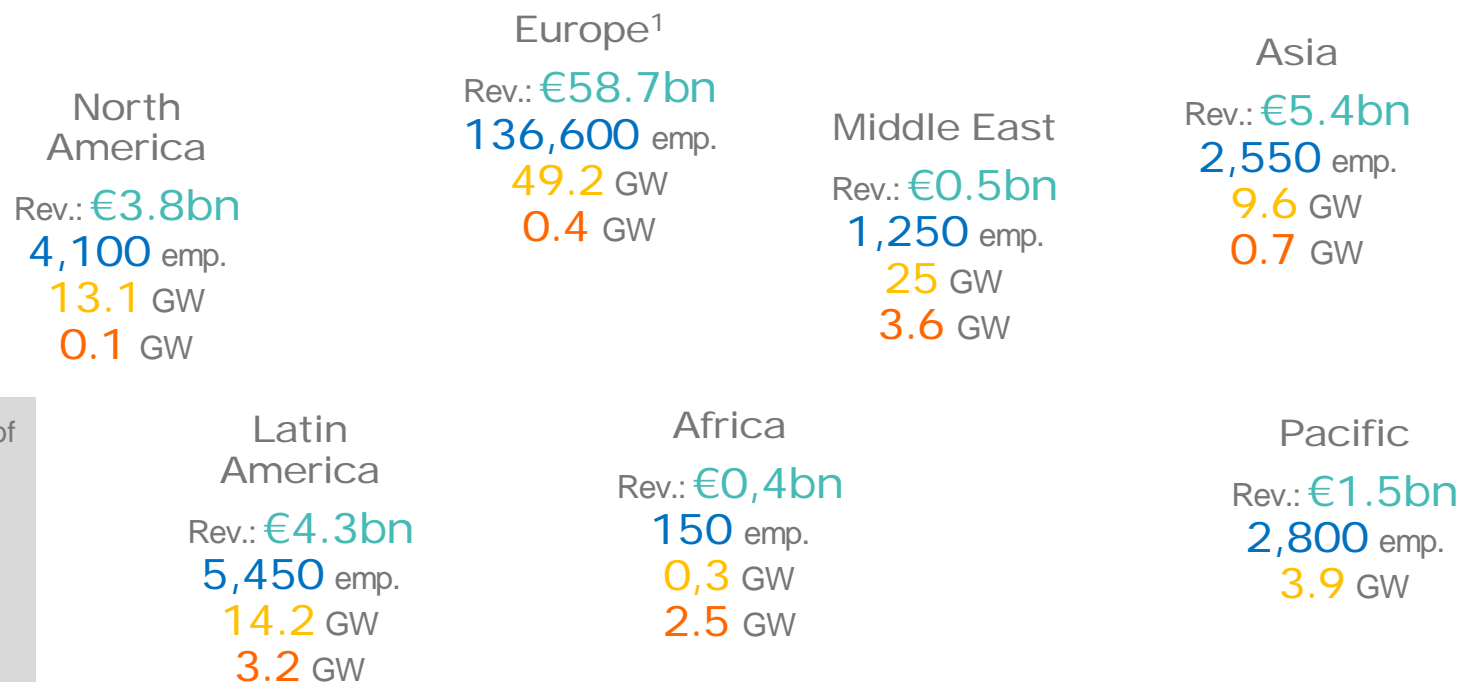 Europe¹
Rev.: €58.7bn
136,600 emp.
49.2 GW
0.4 GW
Asia
Rev.: €5.4bn
2,550 emp.
9.6 GW
0.7 GW
North
America
Rev.: €3.8bn
4,100 emp.
13.1 GW
0.1 GW
Middle East
Rev.: €0.5bn
1,250 emp.
25 GW
3.6 GW
of
Latin
America
Rev.: €4.3bn
5,450 emp.
14.2 GW
3.2 GW
Africa
Rev.: €0,4bn
150 emp.
0,3 GW
2.5 GW
Pacific
Rev.: €1.5bn
2,800 emp.
3.9 GW